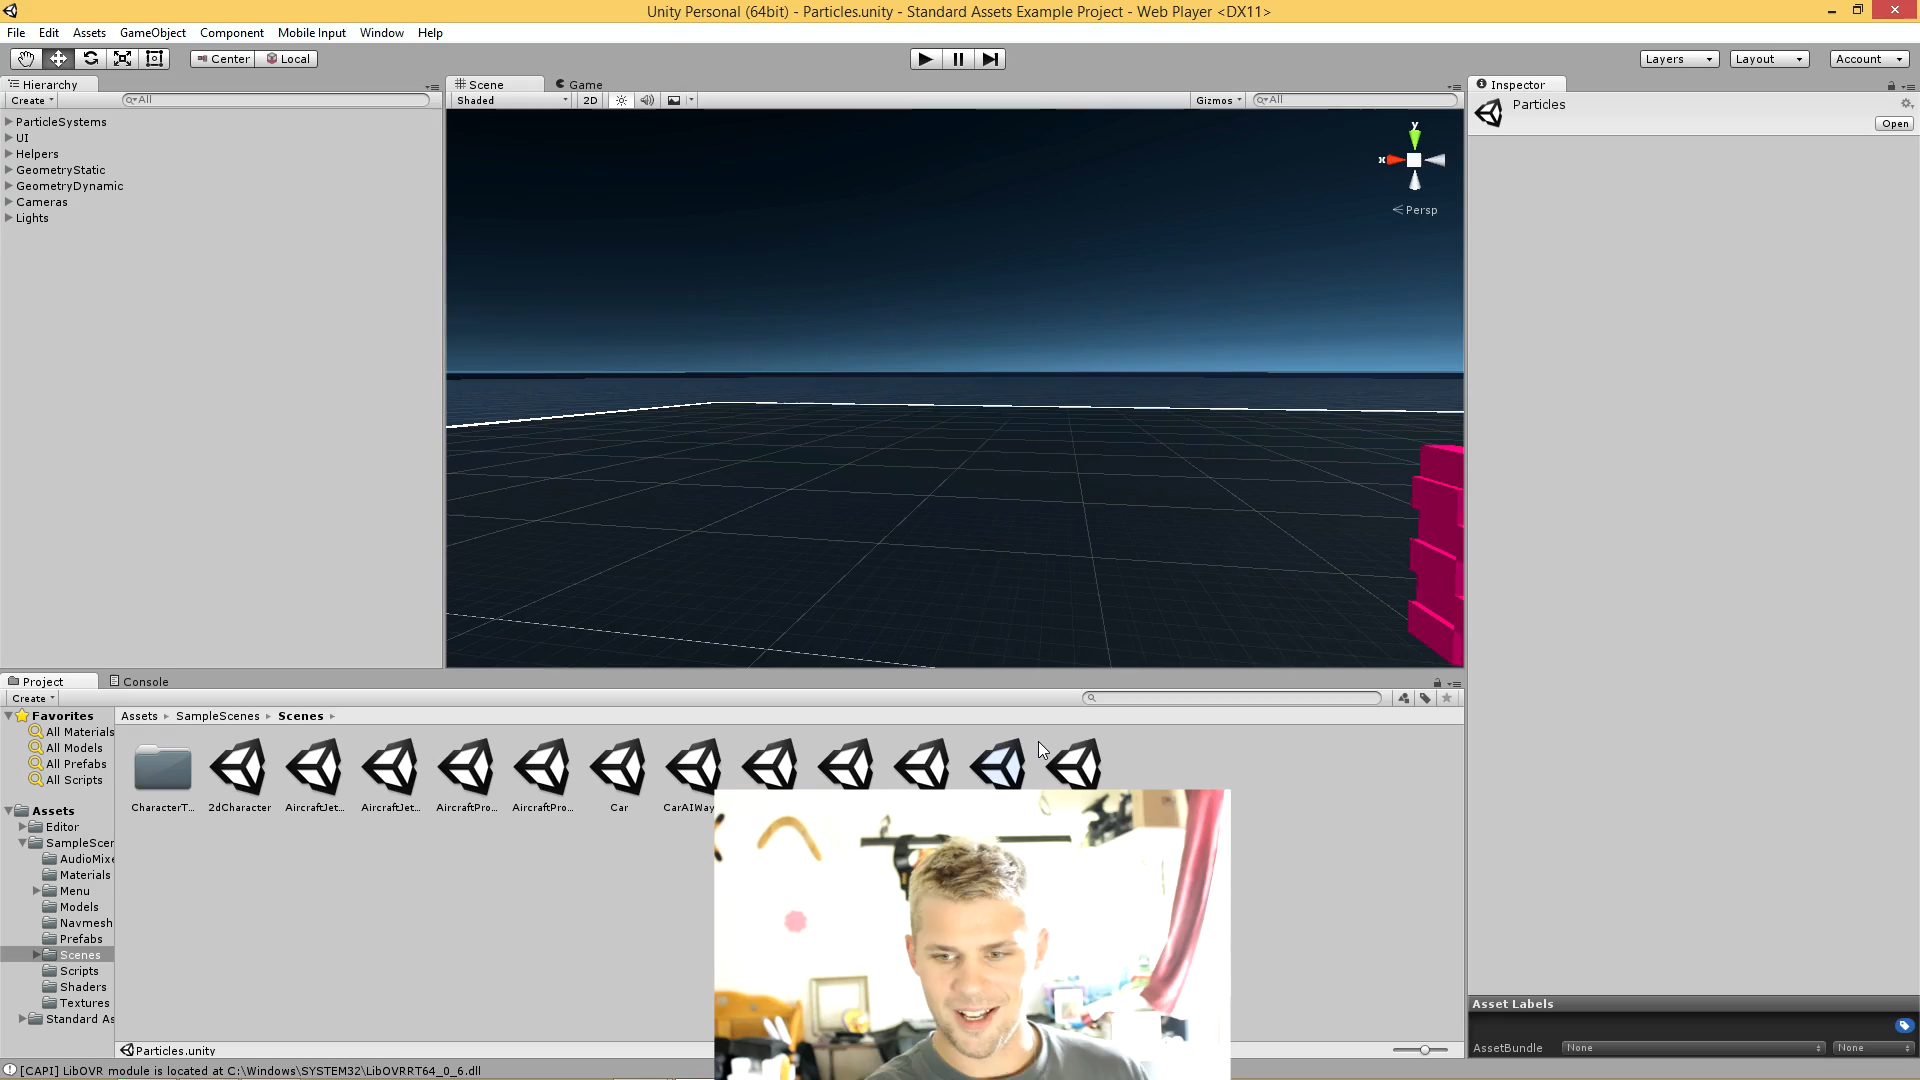 Unity Personal (64bit) - Particles.unity - Standard Assets Example Project - Web Player <DX11>
File Edit Assets GameObject Component Mobile Input Window Help
Center Local Layers Layout Account
Hierarchy
Create All
ParticleSystems
UI
Helpers
GeometryStatic
GeometryDynamic
Cameras
Lights
Scene Game
Shaded 2D Gizmos All
y
x
Persp
Inspector
Particles
Open
Project Console
Create
Favorites
All Materials
All Models
All Prefabs
All Scripts
Assets
Editor
SampleScer
AudioMixe
Materials
Menu
Models
Navmesh
Prefabs
Scenes
Scripts
Shaders
Textures
Standard As
Assets SampleScenes Scenes
CharacterT... 2dCharacter AircraftJet... AircraftJet... AircraftPro... AircraftPro... Car CarAIWay
Particles.unity
Asset Labels
AssetBundle None None
[CAPI] LibOVR module is located at C:\Windows\SYSTEM32\LibOVRRT64_0_6.dll